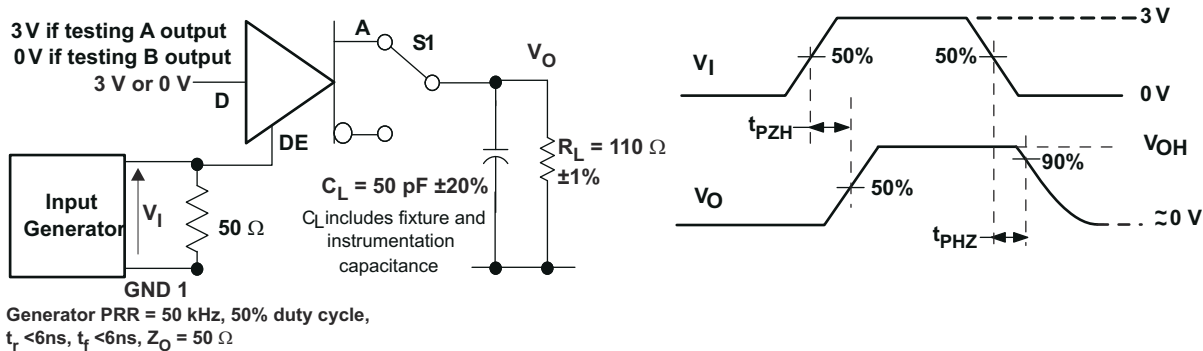 3 V if testing A output
0 V if testing B output
3 V or 0 V
D
DE
A
S1
V_O
Input
Generator
V_I
50 Ω
GND 1
C_L = 50 pF ±20%
C_L includes fixture and
instrumentation
capacitance
R_L = 110 Ω
±1%
Generator PRR = 50 kHz, 50% duty cycle,
t_r <6ns, t_f <6ns, Z_O = 50 Ω
3 V
V_I
50%
50%
0 V
t_PZH
V_OH
90%
V_O
50%
≈0 V
t_PHZ